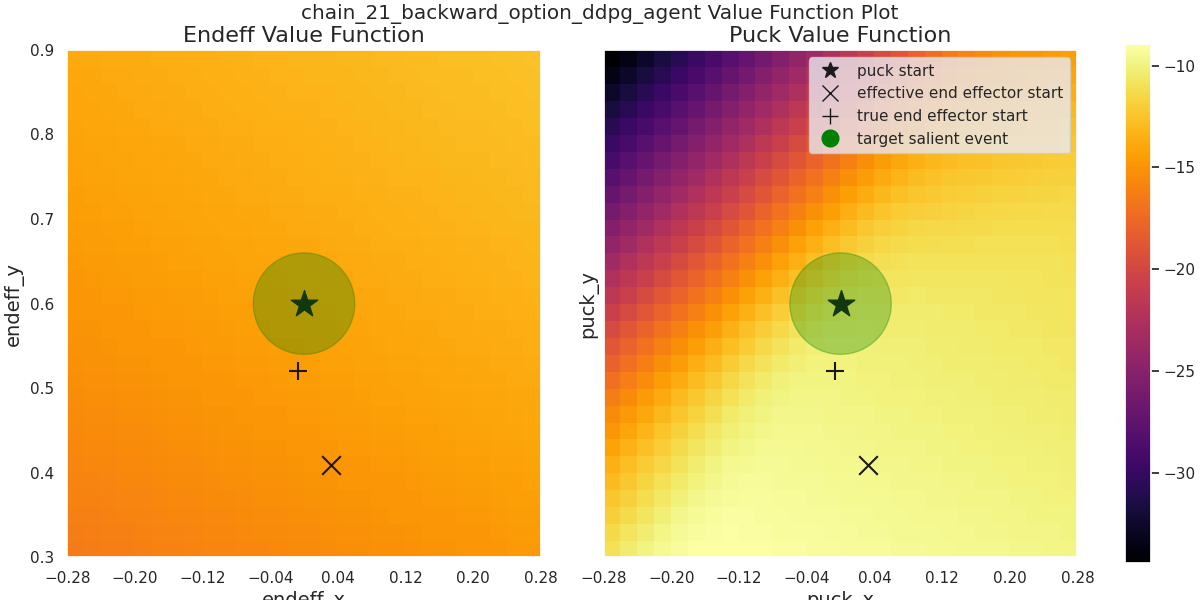 chain_21_backward_option_ddpg_agent Value Function Plot
Endeff Value Function
Puck Value Function
puck start
effective end effector start
true end effector start
target salient event
endeff_y
0.9
0.8
0.7
0.6
0.5
0.4
0.3
−0.28 −0.20 −0.12 −0.04 0.04 0.12 0.20 0.28
endeff_x
puck_y
−0.28 −0.20 −0.12 −0.04 0.04 0.12 0.20 0.28
puck_x
−10
−15
−20
−25
−30